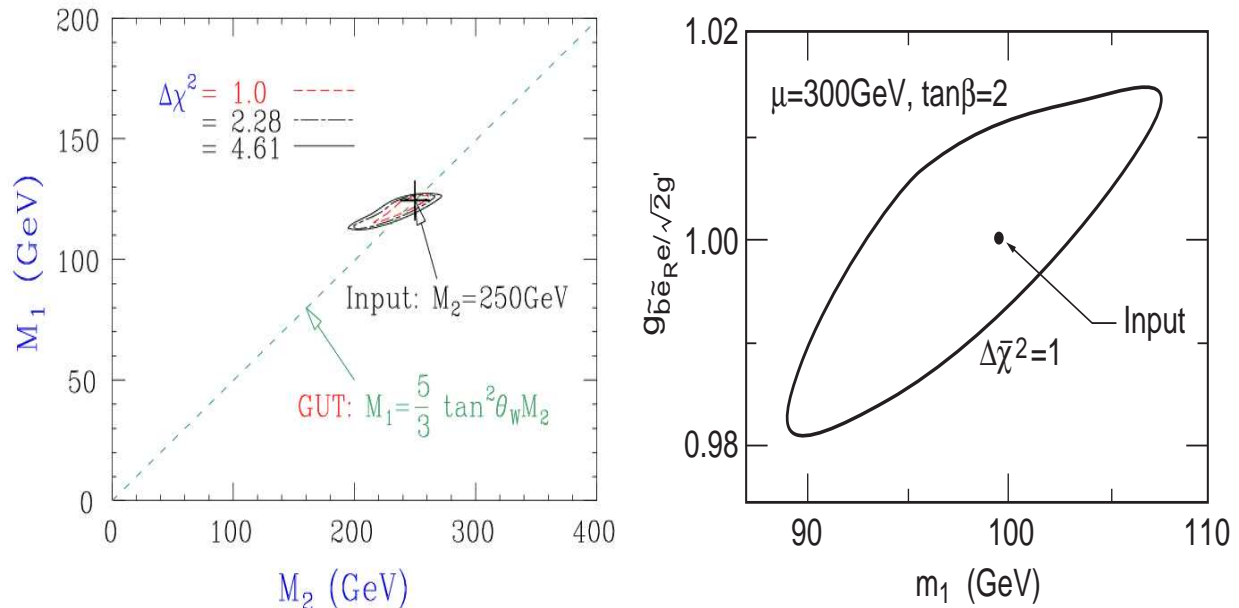 200
150
100
50
0
M₁ (GeV)
Δχ² = 1.0
= 2.28
= 4.61
Input: M₂=250GeV
GUT: M₁=5/3 tan²θ_W M₂
0 100 200 300 400
M₂ (GeV)
1.02
1.00
0.98
g_b̃ẽ_R e/√2g'
μ=300GeV, tanβ=2
Input
Δχ̄²=1
90 100 110
m₁ (GeV)